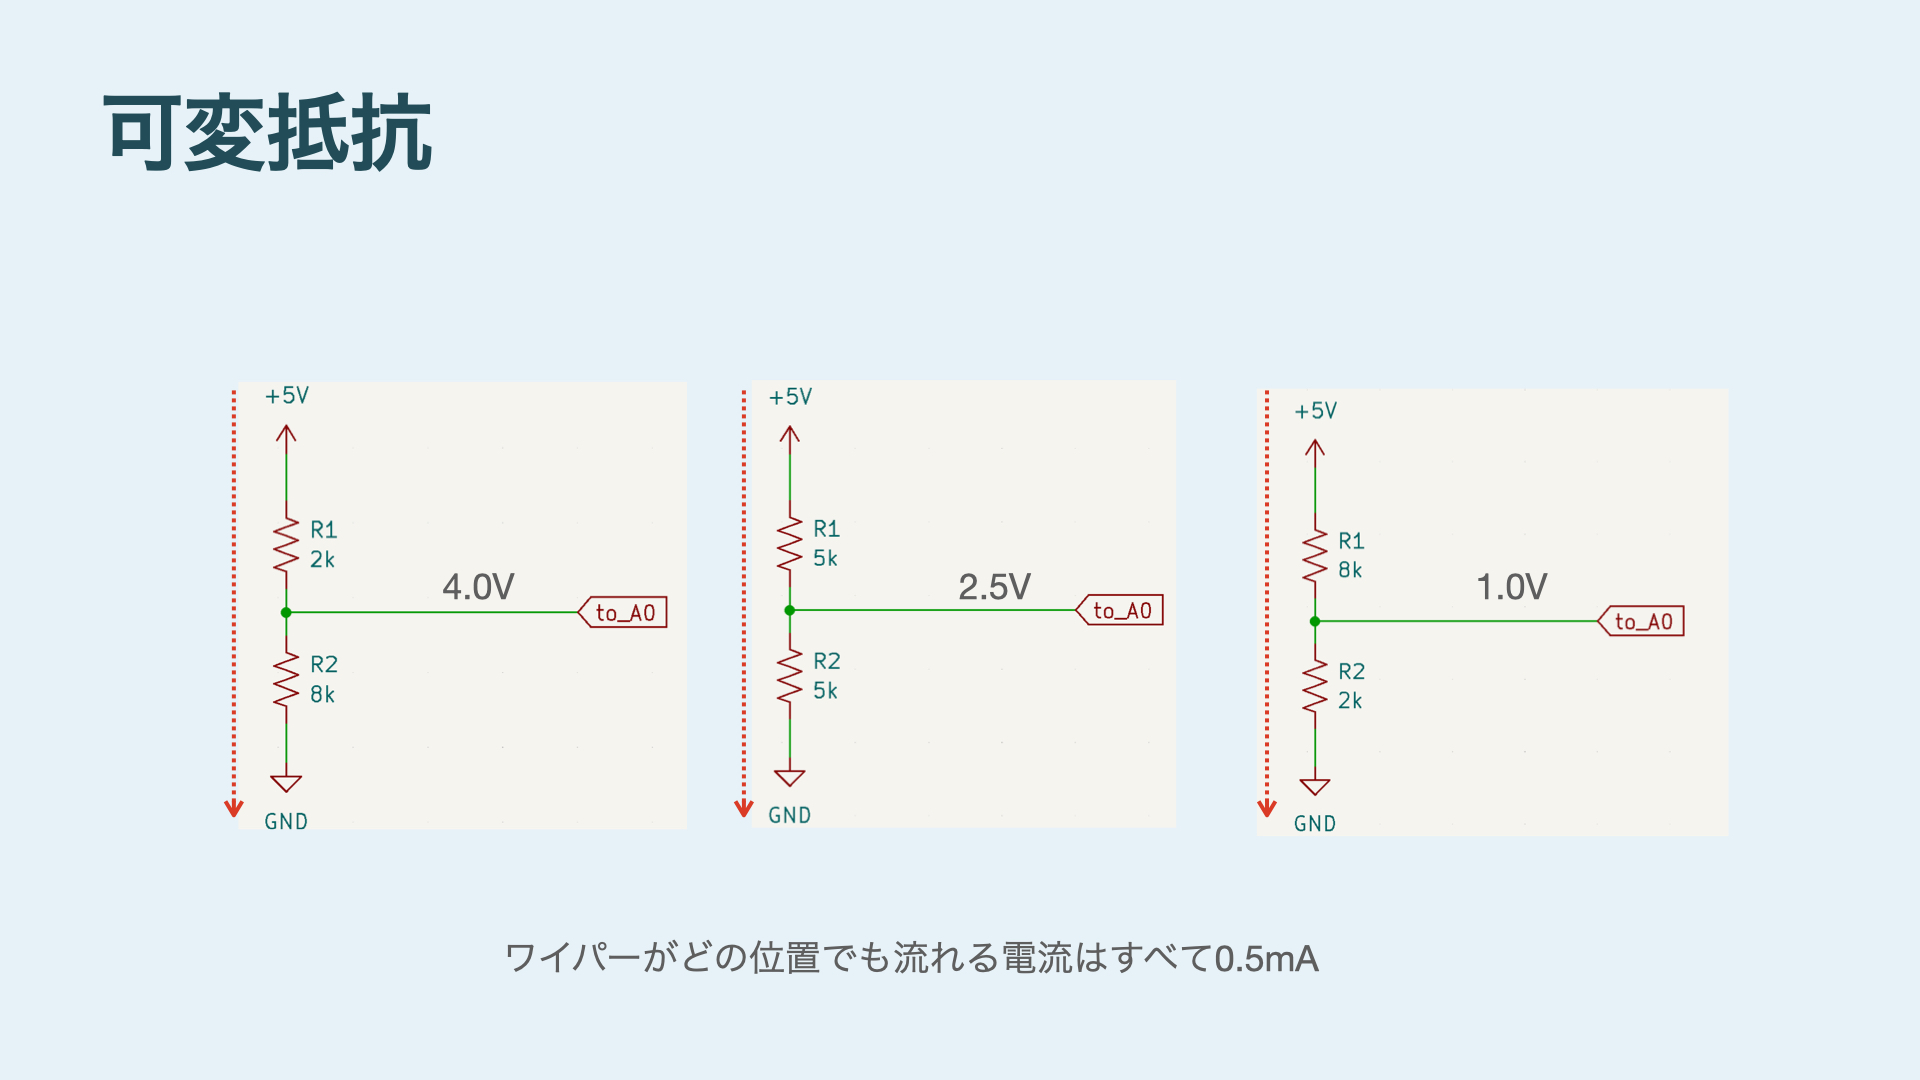 可変抵抗
+5V
R1
2k
4.0V
to_A0
R2
8k
GND
+5V
R1
5k
2.5V
to_A0
R2
5k
GND
+5V
R1
8k
1.0V
to_A0
R2
2k
GND
ワイパーがどの位置でも流れる電流はすべて0.5mA